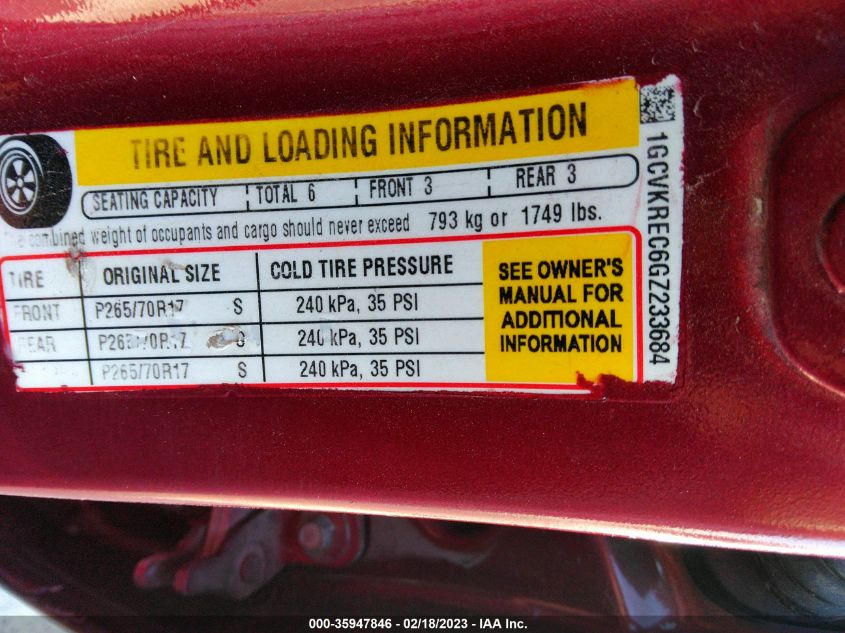 TIRE AND LOADING INFORMATION
SEATING CAPACITY TOTAL 6 FRONT 3 REAR 3
combined weight of occupants and cargo should never exceed 793 kg or 1749 lbs.
TIRE ORIGINAL SIZE COLD TIRE PRESSURE
FRONT P265/70R17 S 240 kPa, 35 PSI
240 kPa, 35 PSI
P265/70R17 S 240 kPa, 35 PSI
SEE OWNER'S
MANUAL FOR
ADDITIONAL
INFORMATION
1GCVKREC6GZ233684
000-35947846 - 02/18/2023 - IAA Inc.